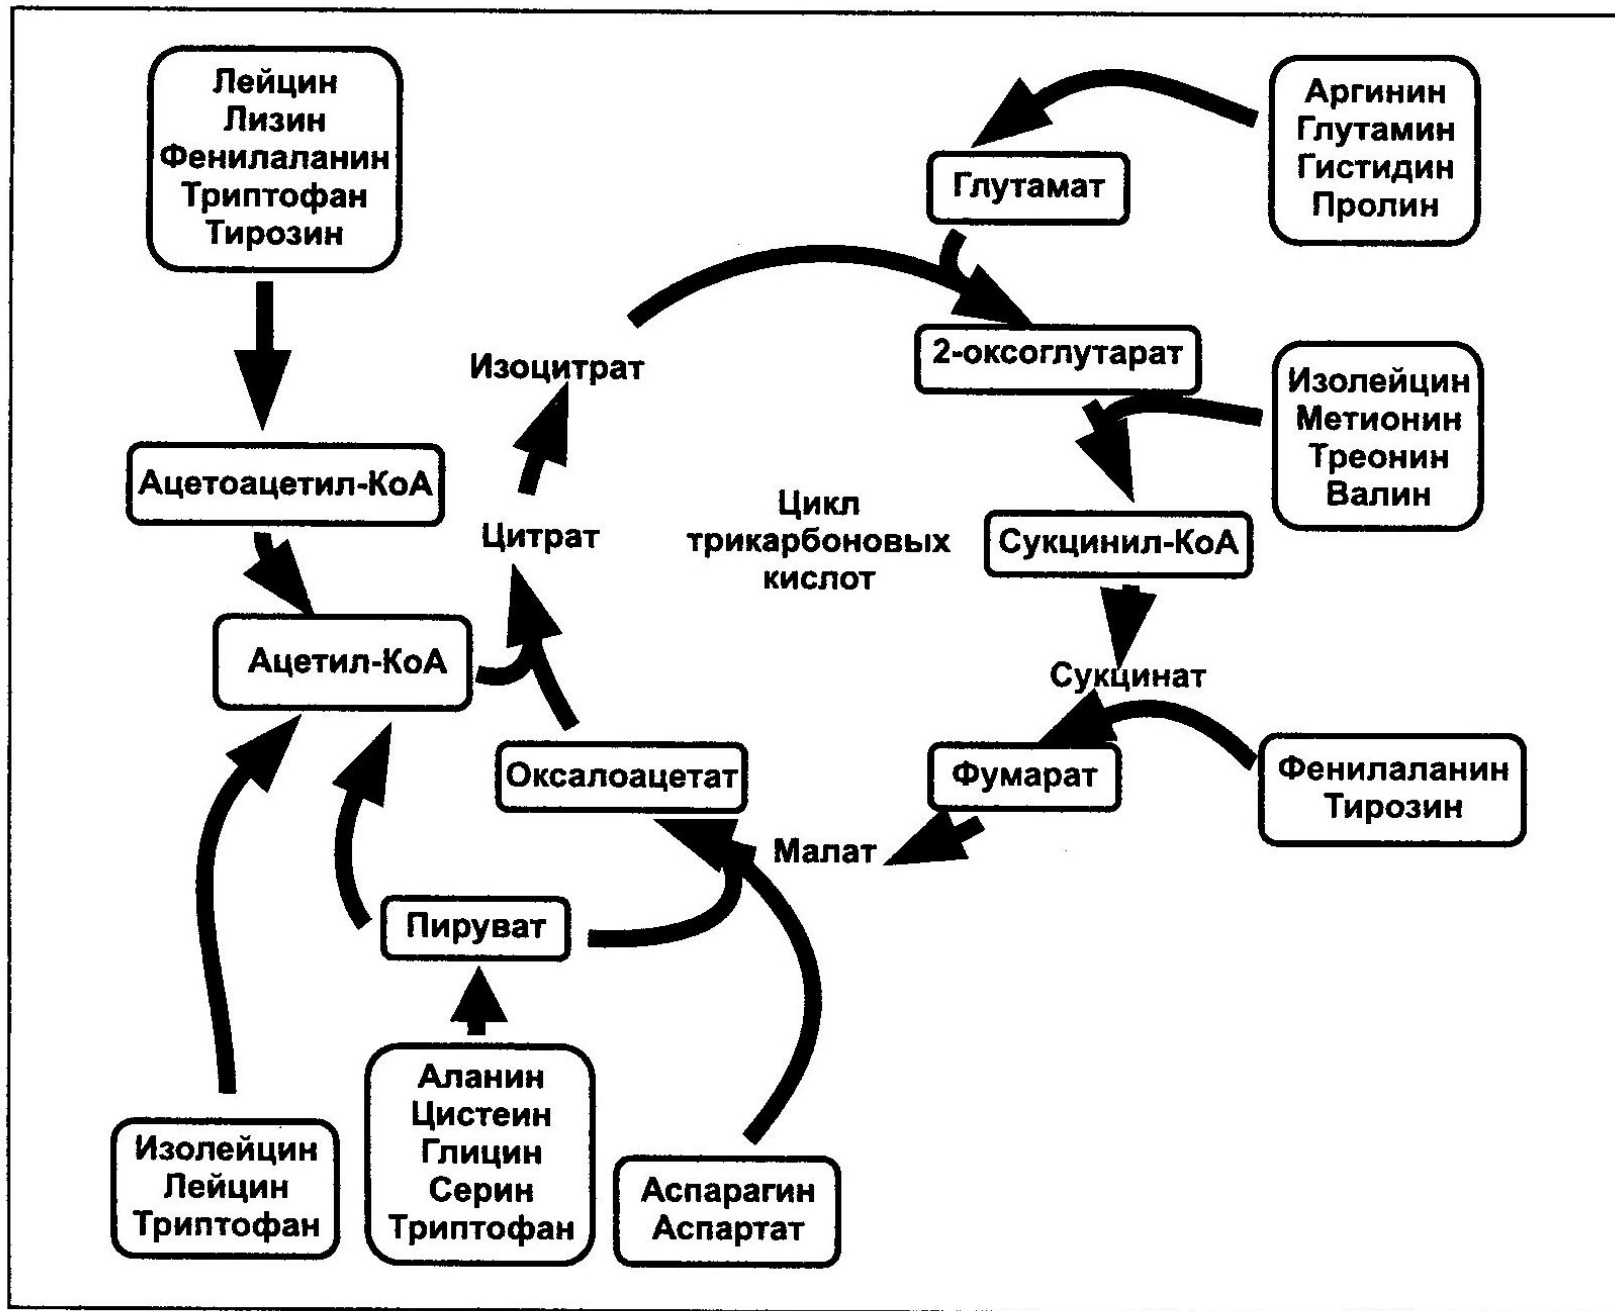 Лейцин
Лизин
Фенилаланин
Триптофан
Тирозин
Аргинин
Глутамин
Гистидин
Пролин
Глутамат
Изоцитрат
2-оксоглутарат
Изолейцин
Метионин
Треонин
Валин
Ацетоацетил-КоА
Цитрат
Цикл
трикарбоновых
кислот
Сукцинил-КоА
Ацетил-КоА
Сукцинат
Оксалоацетат
Фумарат
Фенилаланин
Тирозин
Малат
Пируват
Изолейцин
Лейцин
Триптофан
Аланин
Цистеин
Глицин
Серин
Триптофан
Аспарагин
Аспартат